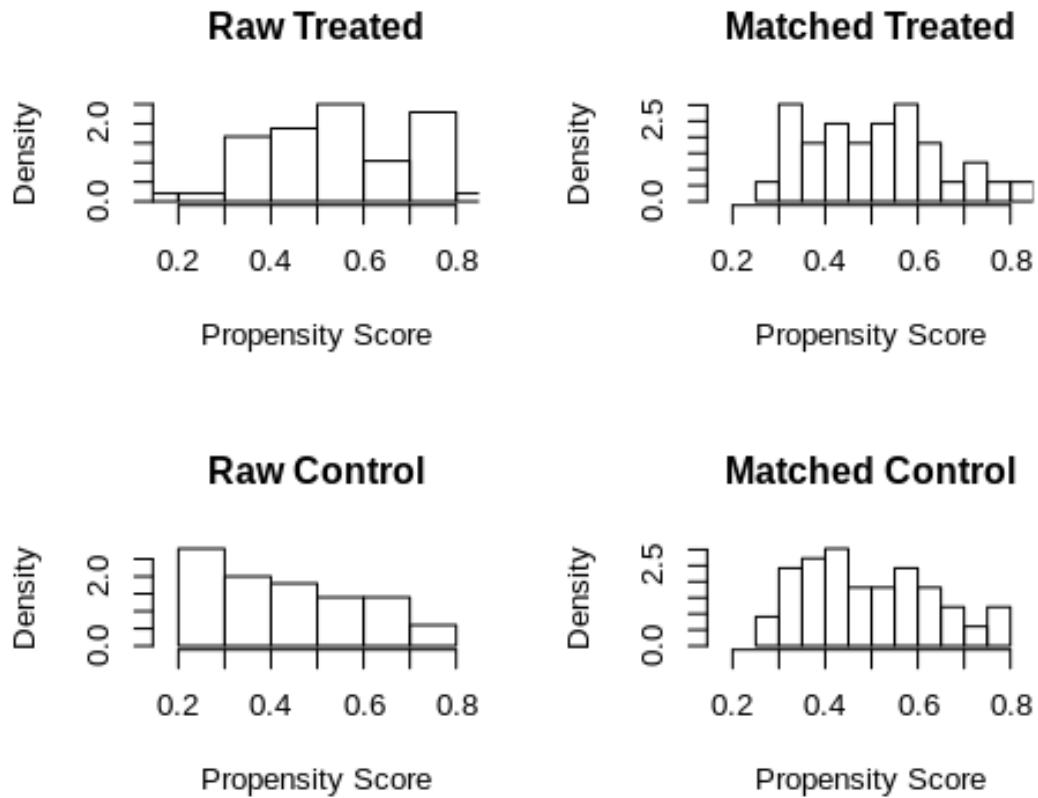 Raw Treated
Density
0.0 2.0
0.2 0.4 0.6 0.8
Propensity Score
Matched Treated
Density
0.0 2.5
0.2 0.4 0.6 0.8
Propensity Score
Raw Control
Density
0.0 2.0
0.2 0.4 0.6 0.8
Propensity Score
Matched Control
Density
0.0 2.5
0.2 0.4 0.6 0.8
Propensity Score